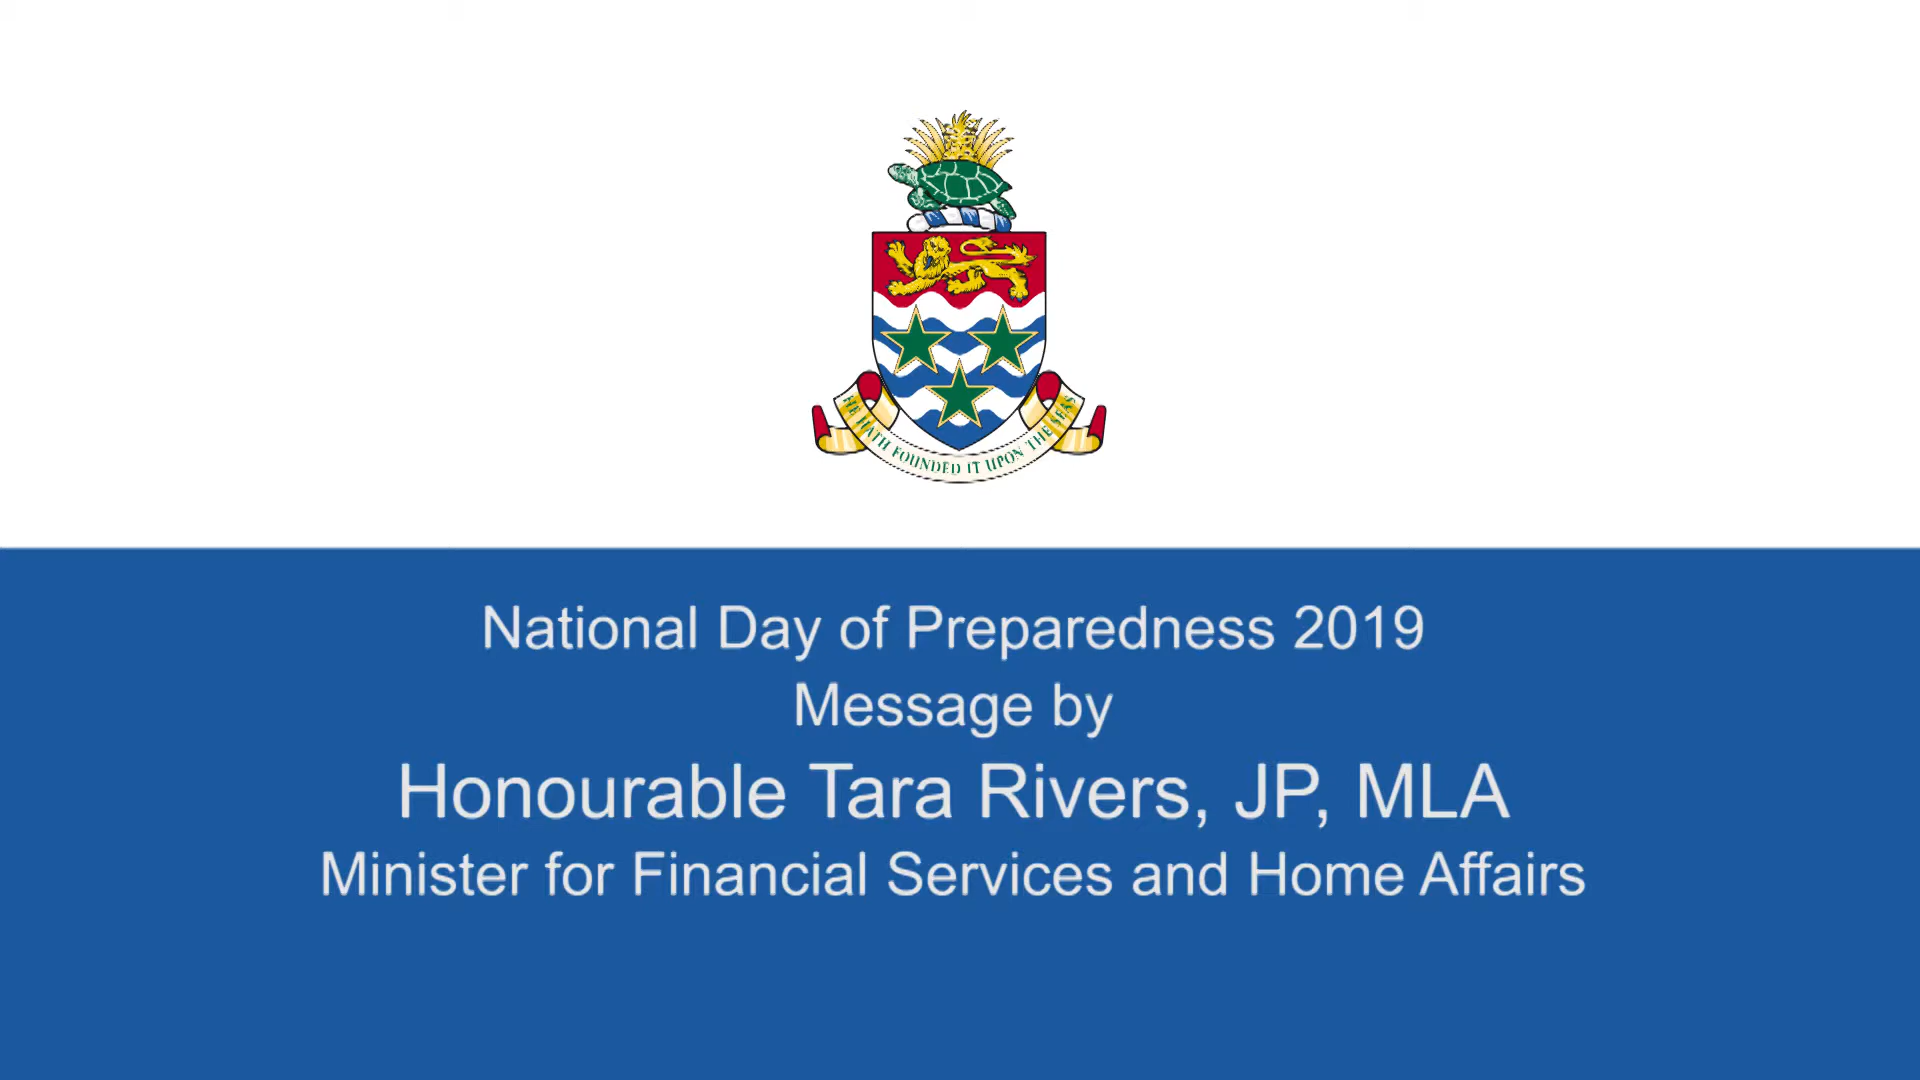 HE HATH FOUNDED IT UPON THE SEAS
National Day of Preparedness 2019
Message by
Honourable Tara Rivers, JP, MLA
Minister for Financial Services and Home Affairs